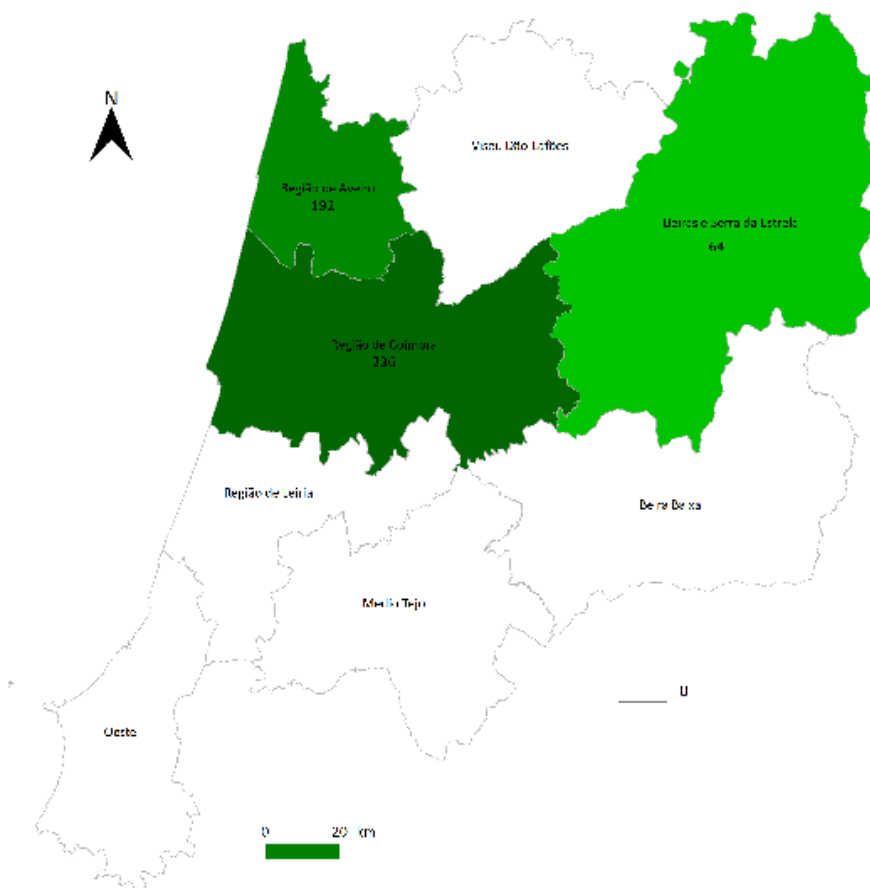 N
Viseu Dão Lafões
Região de Aveiro
192
Beiras e Serra da Estrela
64
Região de Coimbra
236
Região de Leiria
Beira Baixa
Médio Tejo
Oeste
0 20 km